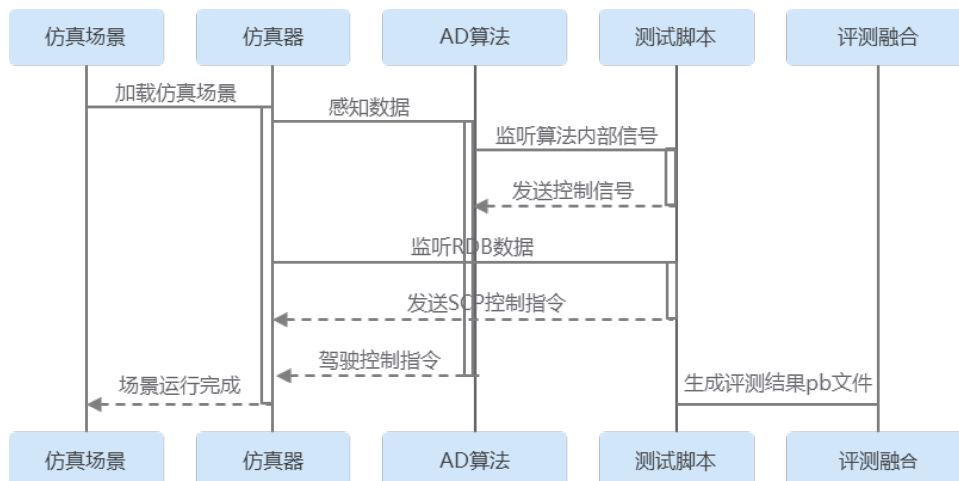 仿真场景
仿真器
AD算法
测试脚本
评测融合
加载仿真场景
感知数据
监听算法内部信号
发送控制信号
监听RDB数据
发送SCP控制指令
驾驶控制指令
场景运行完成
生成评测结果pb文件
仿真场景
仿真器
AD算法
测试脚本
评测融合